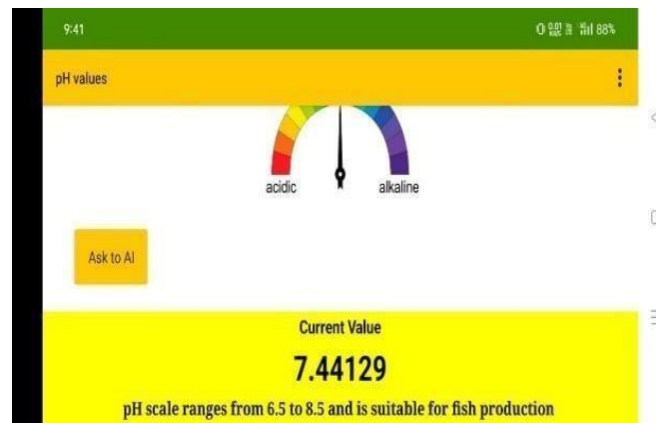 9:41 88%
pH values
acidic alkaline
Ask to AI
Current Value
7.44129
pH scale ranges from 6.5 to 8.5 and is suitable for fish production